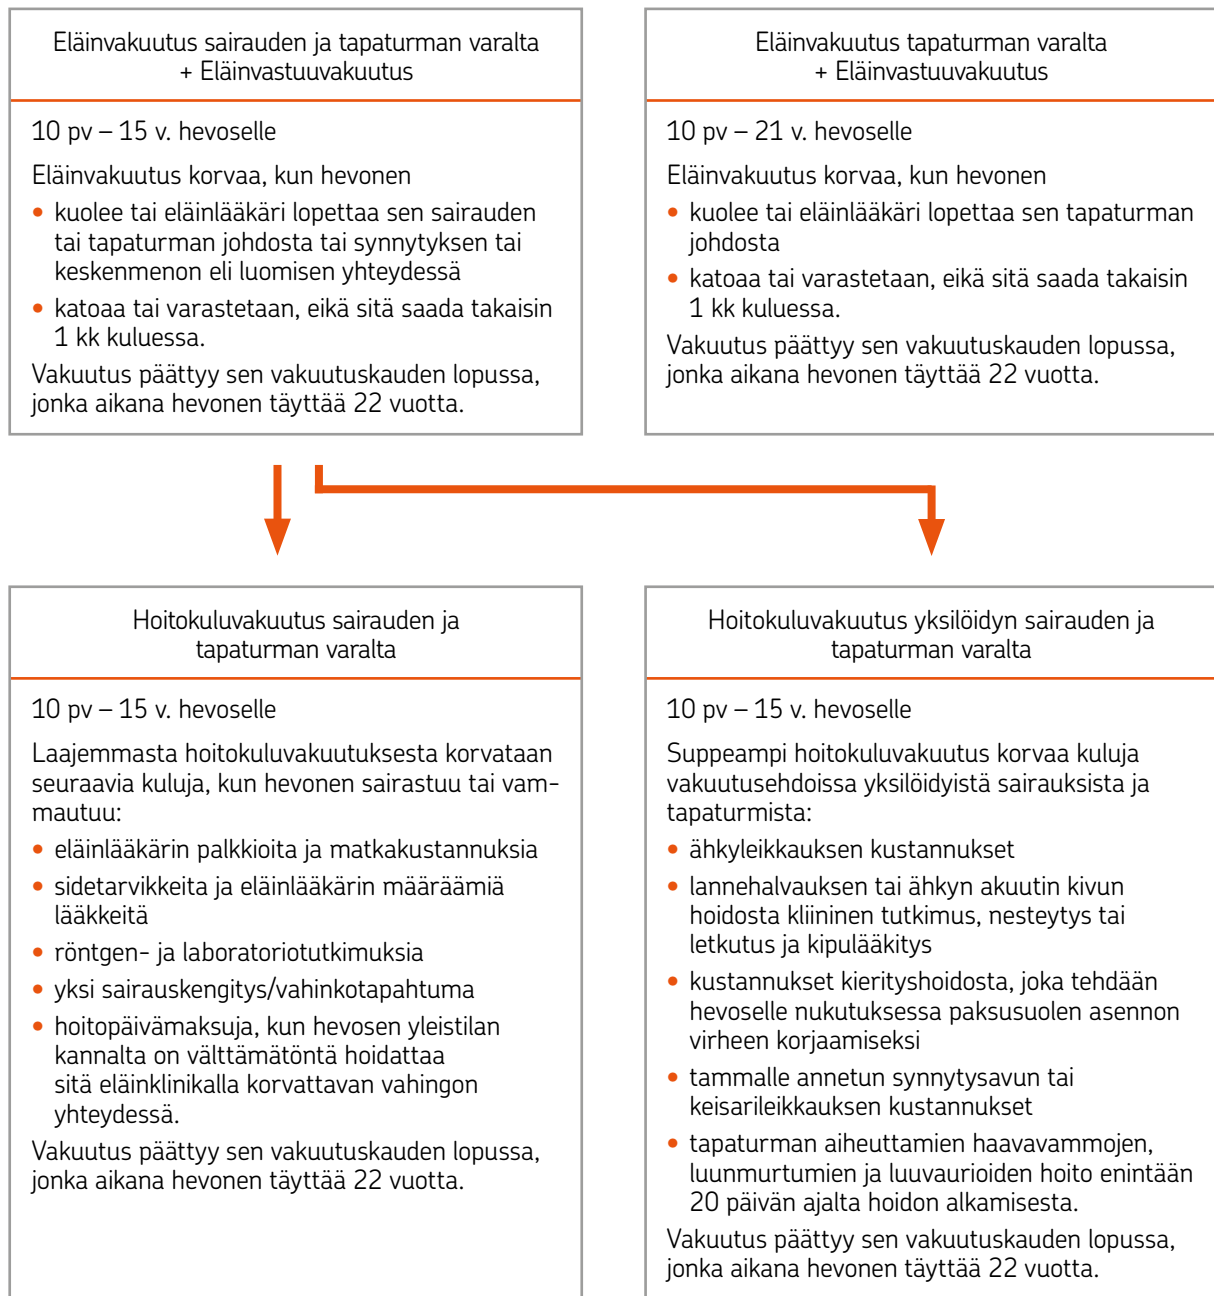 Eläinvakuutus sairauden ja tapaturman varalta
+ Eläinvastuuvakuutus
10 pv – 15 v. hevoselle
Eläinvakuutus korvaa, kun hevonen
• kuolee tai eläinlääkäri lopettaa sen sairauden
tai tapaturman johdosta tai synnytyksen tai
keskenmenon eli luomisen yhteydessä
• katoaa tai varastetaan, eikä sitä saada takaisin
1 kk kuluessa.
Vakuutus päättyy sen vakuutuskauden lopussa,
jonka aikana hevonen täyttää 22 vuotta.
Eläinvakuutus tapaturman varalta
+ Eläinvastuuvakuutus
10 pv – 21 v. hevoselle
Eläinvakuutus korvaa, kun hevonen
• kuolee tai eläinlääkäri lopettaa sen tapaturman
johdosta
• katoaa tai varastetaan, eikä sitä saada takaisin
1 kk kuluessa.
Vakuutus päättyy sen vakuutuskauden lopussa,
jonka aikana hevonen täyttää 22 vuotta.
Hoitokuluvakuutus sairauden ja
tapaturman varalta
10 pv – 15 v. hevoselle
Laajemmasta hoitokuluvakuutuksesta korvataan
seuraavia kuluja, kun hevonen sairastuu tai vam-
mautuu:
• eläinlääkärin palkkioita ja matkakustannuksia
• sidetarvikkeita ja eläinlääkärin määräämiä
lääkkeitä
• röntgen- ja laboratoriotutkimuksia
• yksi sairauskengitys/vahinkotapahtuma
• hoitopäivämaksuja, kun hevosen yleistilan
kannalta on välttämätöntä hoidattaa
sitä eläinklinikalla korvattavan vahingon
yhteydessä.
Vakuutus päättyy sen vakuutuskauden lopussa,
jonka aikana hevonen täyttää 22 vuotta.
Hoitokuluvakuutus yksilöidyn sairauden ja
tapaturman varalta
10 pv – 15 v. hevoselle
Suppeampi hoitokuluvakuutus korvaa kuluja
vakuutusehdoissa yksilöidyistä sairauksista ja
tapaturmista:
• ähkyleikkauksen kustannukset
• lannehalvauksen tai ähkyn akuutin kivun
hoidosta kliininen tutkimus, nesteytys tai
letkutus ja kipulääkitys
• kustannukset kierityshoidosta, joka tehdään
hevoselle nukutuksessa paksusuolen asennon
virheen korjaamiseksi
• tammalle annetun synnytysavun tai
keisarileikkauksen kustannukset
• tapaturman aiheuttamien haavavammojen,
luunmurtumien ja luuvaurioiden hoito enintään
20 päivän ajalta hoidon alkamisesta.
Vakuutus päättyy sen vakuutuskauden lopussa,
jonka aikana hevonen täyttää 22 vuotta.